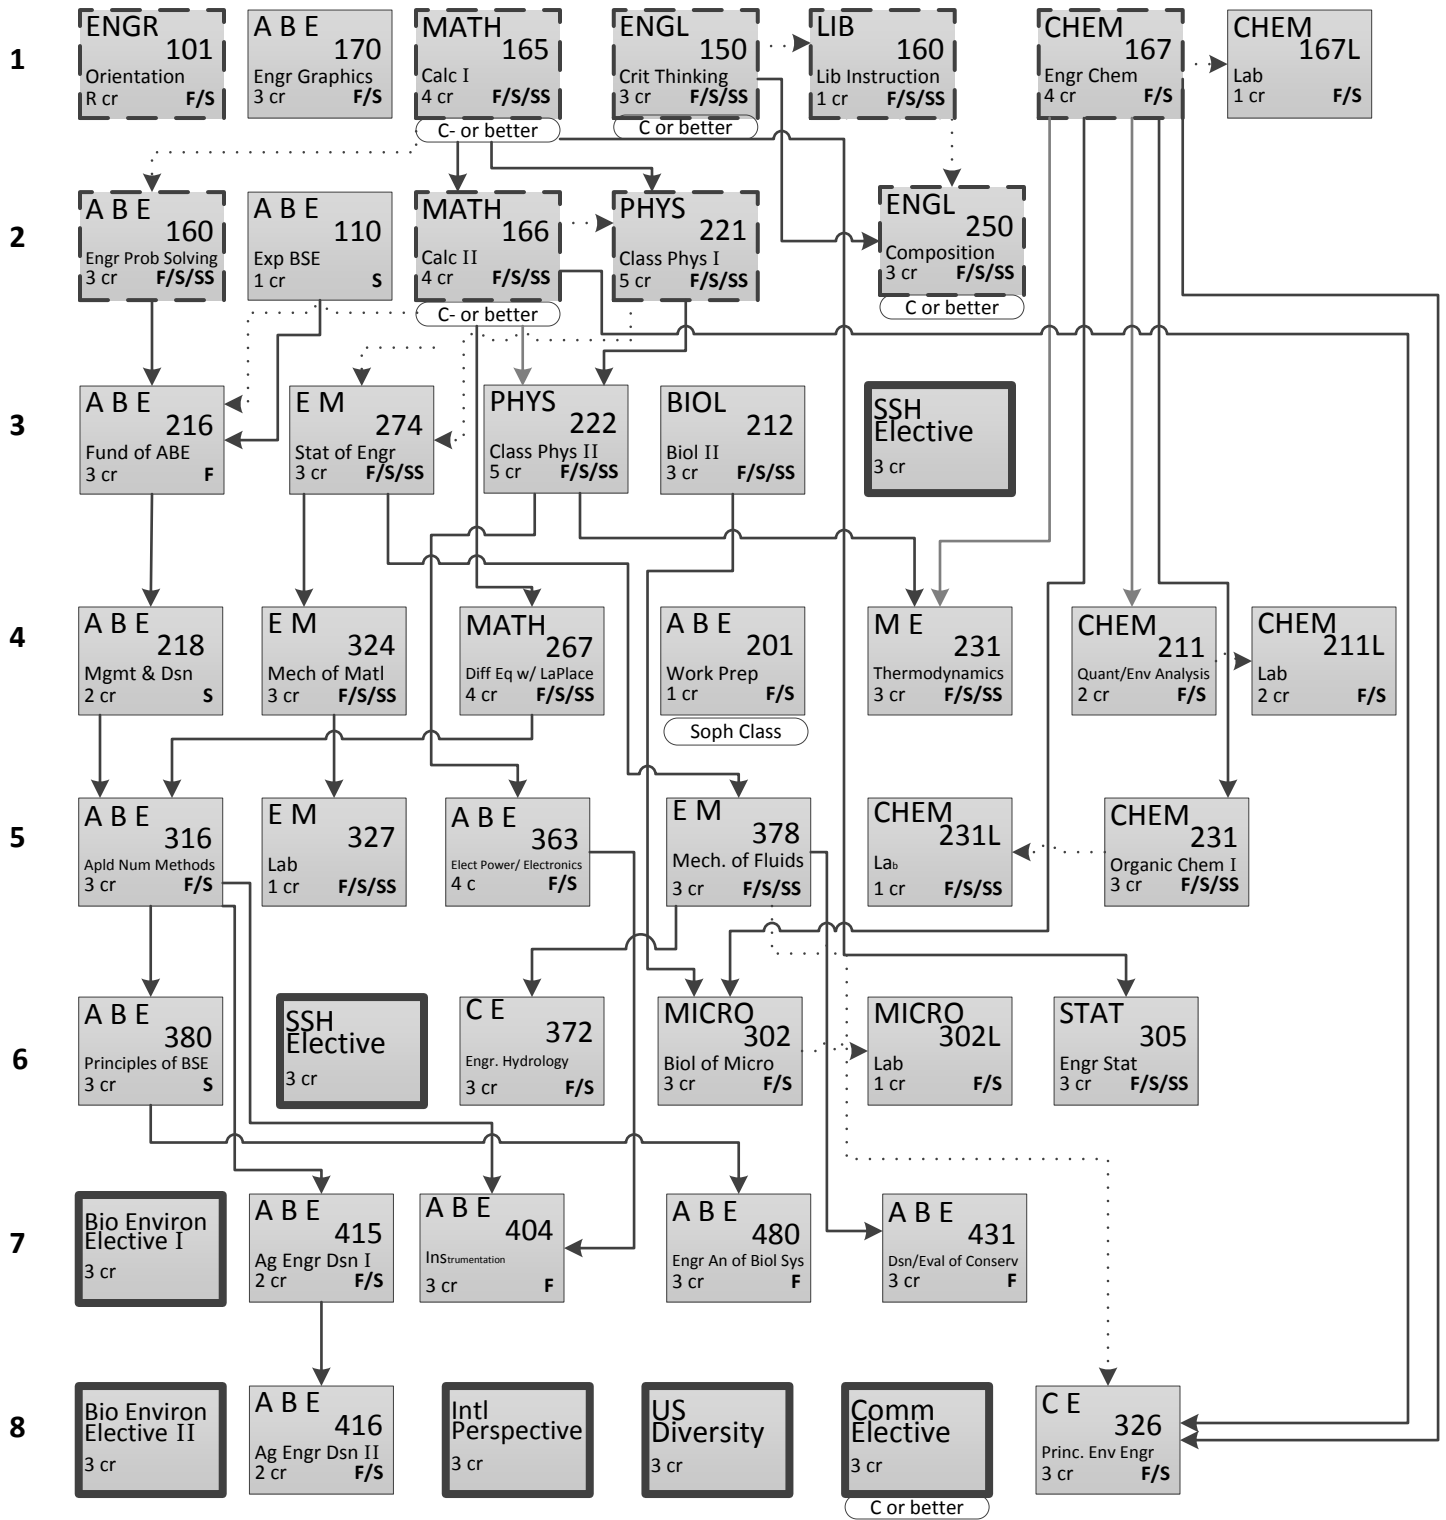 1
ENGR
101
Orientation
R cr F/S
A B E
170
Engr Graphics
3 cr F/S
MATH
165
Calc I
4 cr F/S/SS
C- or better
ENGL
150
Crit Thinking
3 cr F/S/SS
C or better
LIB
160
Lib Instruction
1 cr F/S/SS
CHEM
167
Engr Chem
4 cr F/S
CHEM
167L
Lab
1 cr F/S
2
A B E
160
Engr Prob Solving
3 cr F/S/SS
A B E
110
Exp BSE
1 cr S
MATH
166
Calc II
4 cr F/S/SS
C- or better
PHYS
221
Class Phys I
5 cr F/S/SS
ENGL
250
Composition
3 cr F/S/SS
C or better
3
A B E
216
Fund of ABE
3 cr F
E M
274
Stat of Engr
3 cr F/S/SS
PHYS
222
Class Phys II
5 cr F/S/SS
BIOL
212
Biol II
3 cr F/S/SS
SSH
Elective
3 cr
4
A B E
218
Mgmt & Dsn
2 cr S
E M
324
Mech of Matl
3 cr F/S/SS
MATH
267
Diff Eq w/ LaPlace
4 cr F/S/SS
A B E
201
Work Prep
1 cr F/S
Soph Class
M E
231
Thermodynamics
3 cr F/S/SS
CHEM
211
Quant/Env Analysis
2 cr F/S
CHEM
211L
Lab
2 cr F/S
5
A B E
316
Apld Num Methods
3 cr F/S
E M
327
Lab
1 cr F/S/SS
A B E
363
Elect Power/ Electronics
4 c F/S
E M
378
Mech. of Fluids
3 cr F/S/SS
CHEM
231L
Lab
1 cr F/S/SS
CHEM
231
Organic Chem I
3 cr F/S/SS
6
A B E
380
Principles of BSE
3 cr S
SSH
Elective
3 cr
C E
372
Engr. Hydrology
3 cr F/S
MICRO
302
Biol of Micro
3 cr F/S
MICRO
302L
Lab
1 cr F/S
STAT
305
Engr Stat
3 cr F/S/SS
7
Bio Environ
Elective I
3 cr
A B E
415
Ag Engr Dsn I
2 cr F/S
A B E
404
Instrumentation
3 cr F
A B E
480
Engr An of Biol Sys
3 cr F
A B E
431
Dsn/Eval of Conserv
3 cr F
8
Bio Environ
Elective II
3 cr
A B E
416
Ag Engr Dsn II
2 cr F/S
Intl
Perspective
3 cr
US
Diversity
3 cr
Comm
Elective
3 cr
C or better
C E
326
Princ. Env Engr
3 cr F/S